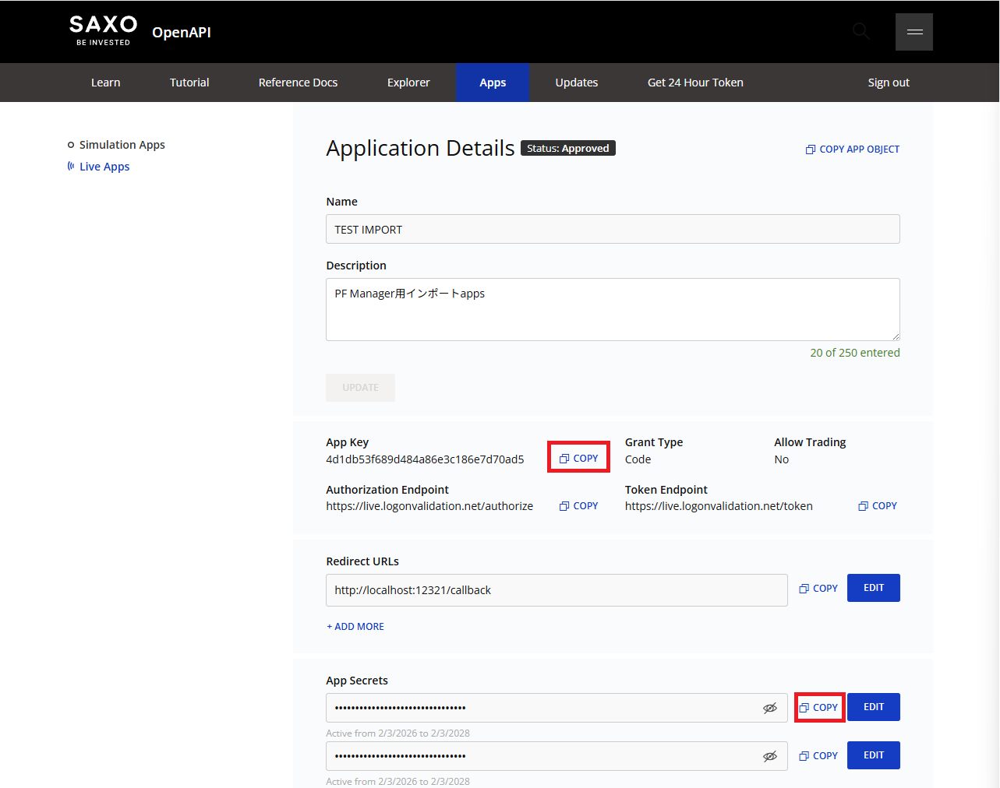 SAXO
BE INVESTED
OpenAPI
Learn Tutorial Reference Docs Explorer Apps Updates Get 24 Hour Token Sign out
Simulation Apps
Live Apps
Application Details Status: Approved COPY APP OBJECT
Name
TEST IMPORT
Description
PF Manager用インポートapps
20 of 250 entered
UPDATE
App Key Grant Type Allow Trading
4d1db53f689d484a86e3c186e7d70ad5 COPY Code No
Authorization Endpoint Token Endpoint
https://live.logonvalidation.net/authorize COPY https://live.logonvalidation.net/token COPY
Redirect URLs
http://localhost:12321/callback COPY EDIT
+ ADD MORE
App Secrets
•••••••••••••••••••••••••••••••• COPY EDIT
Active from 2/3/2026 to 2/3/2028
•••••••••••••••••••••••••••••••• COPY EDIT
Active from 2/3/2026 to 2/3/2028